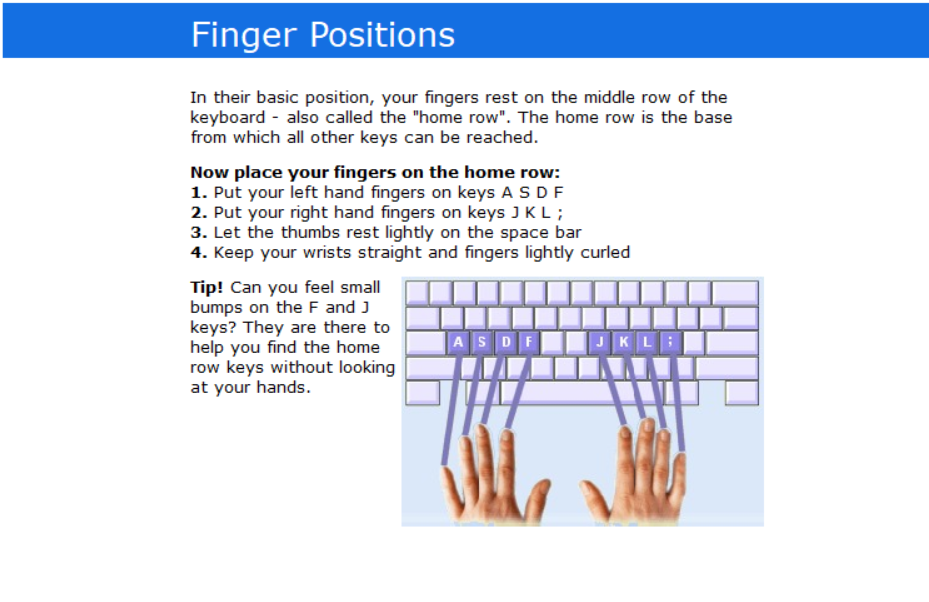 Finger Positions
In their basic position, your fingers rest on the middle row of the
keyboard - also called the "home row". The home row is the base
from which all other keys can be reached.
Now place your fingers on the home row:
1. Put your left hand fingers on keys A S D F
2. Put your right hand fingers on keys J K L ;
3. Let the thumbs rest lightly on the space bar
4. Keep your wrists straight and fingers lightly curled
Tip! Can you feel small
bumps on the F and J
keys? They are there to
help you find the home
row keys without looking
at your hands.
A S D F J K L ;